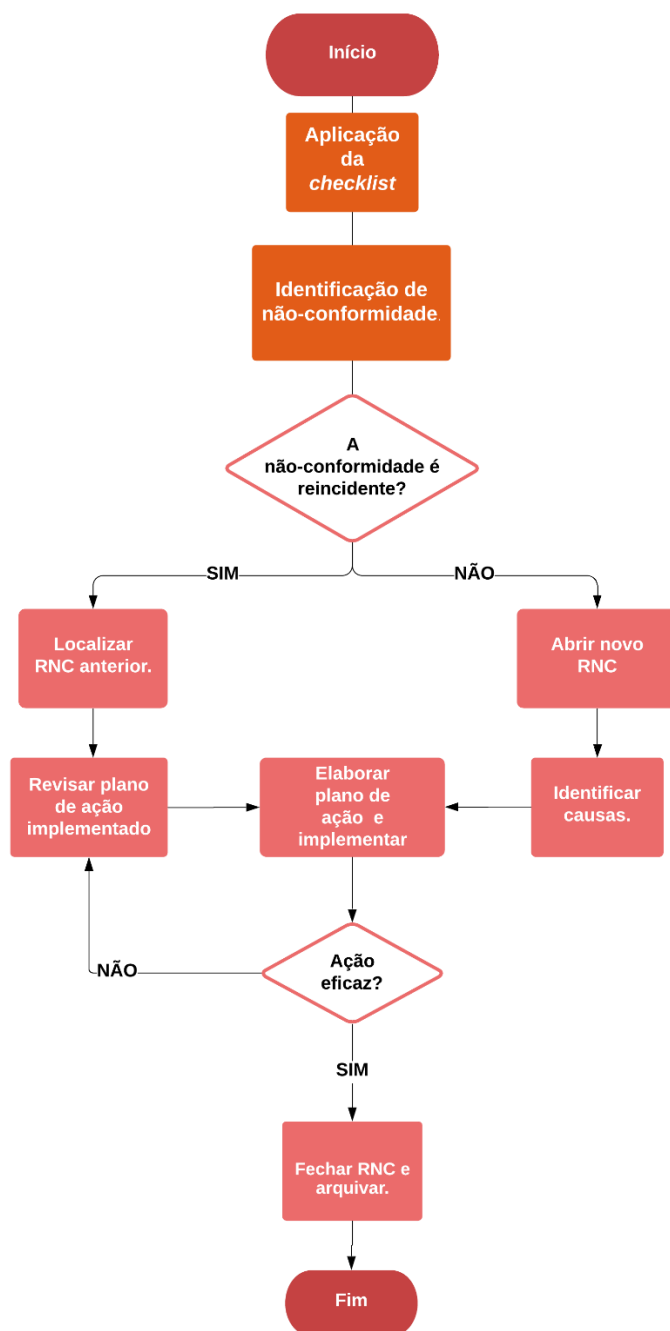 Início
Aplicação
da
checklist
Identificação de
não-conformidade.
A
não-conformidade é
reincidente?
SIM
NÃO
Localizar
RNC anterior.
Abrir novo
RNC
Revisar plano
de ação
implementado
Elaborar
plano de
ação e
implementar
Identificar
causas.
Ação
eficaz?
NÃO
SIM
Fechar RNC e
arquivar.
Fim